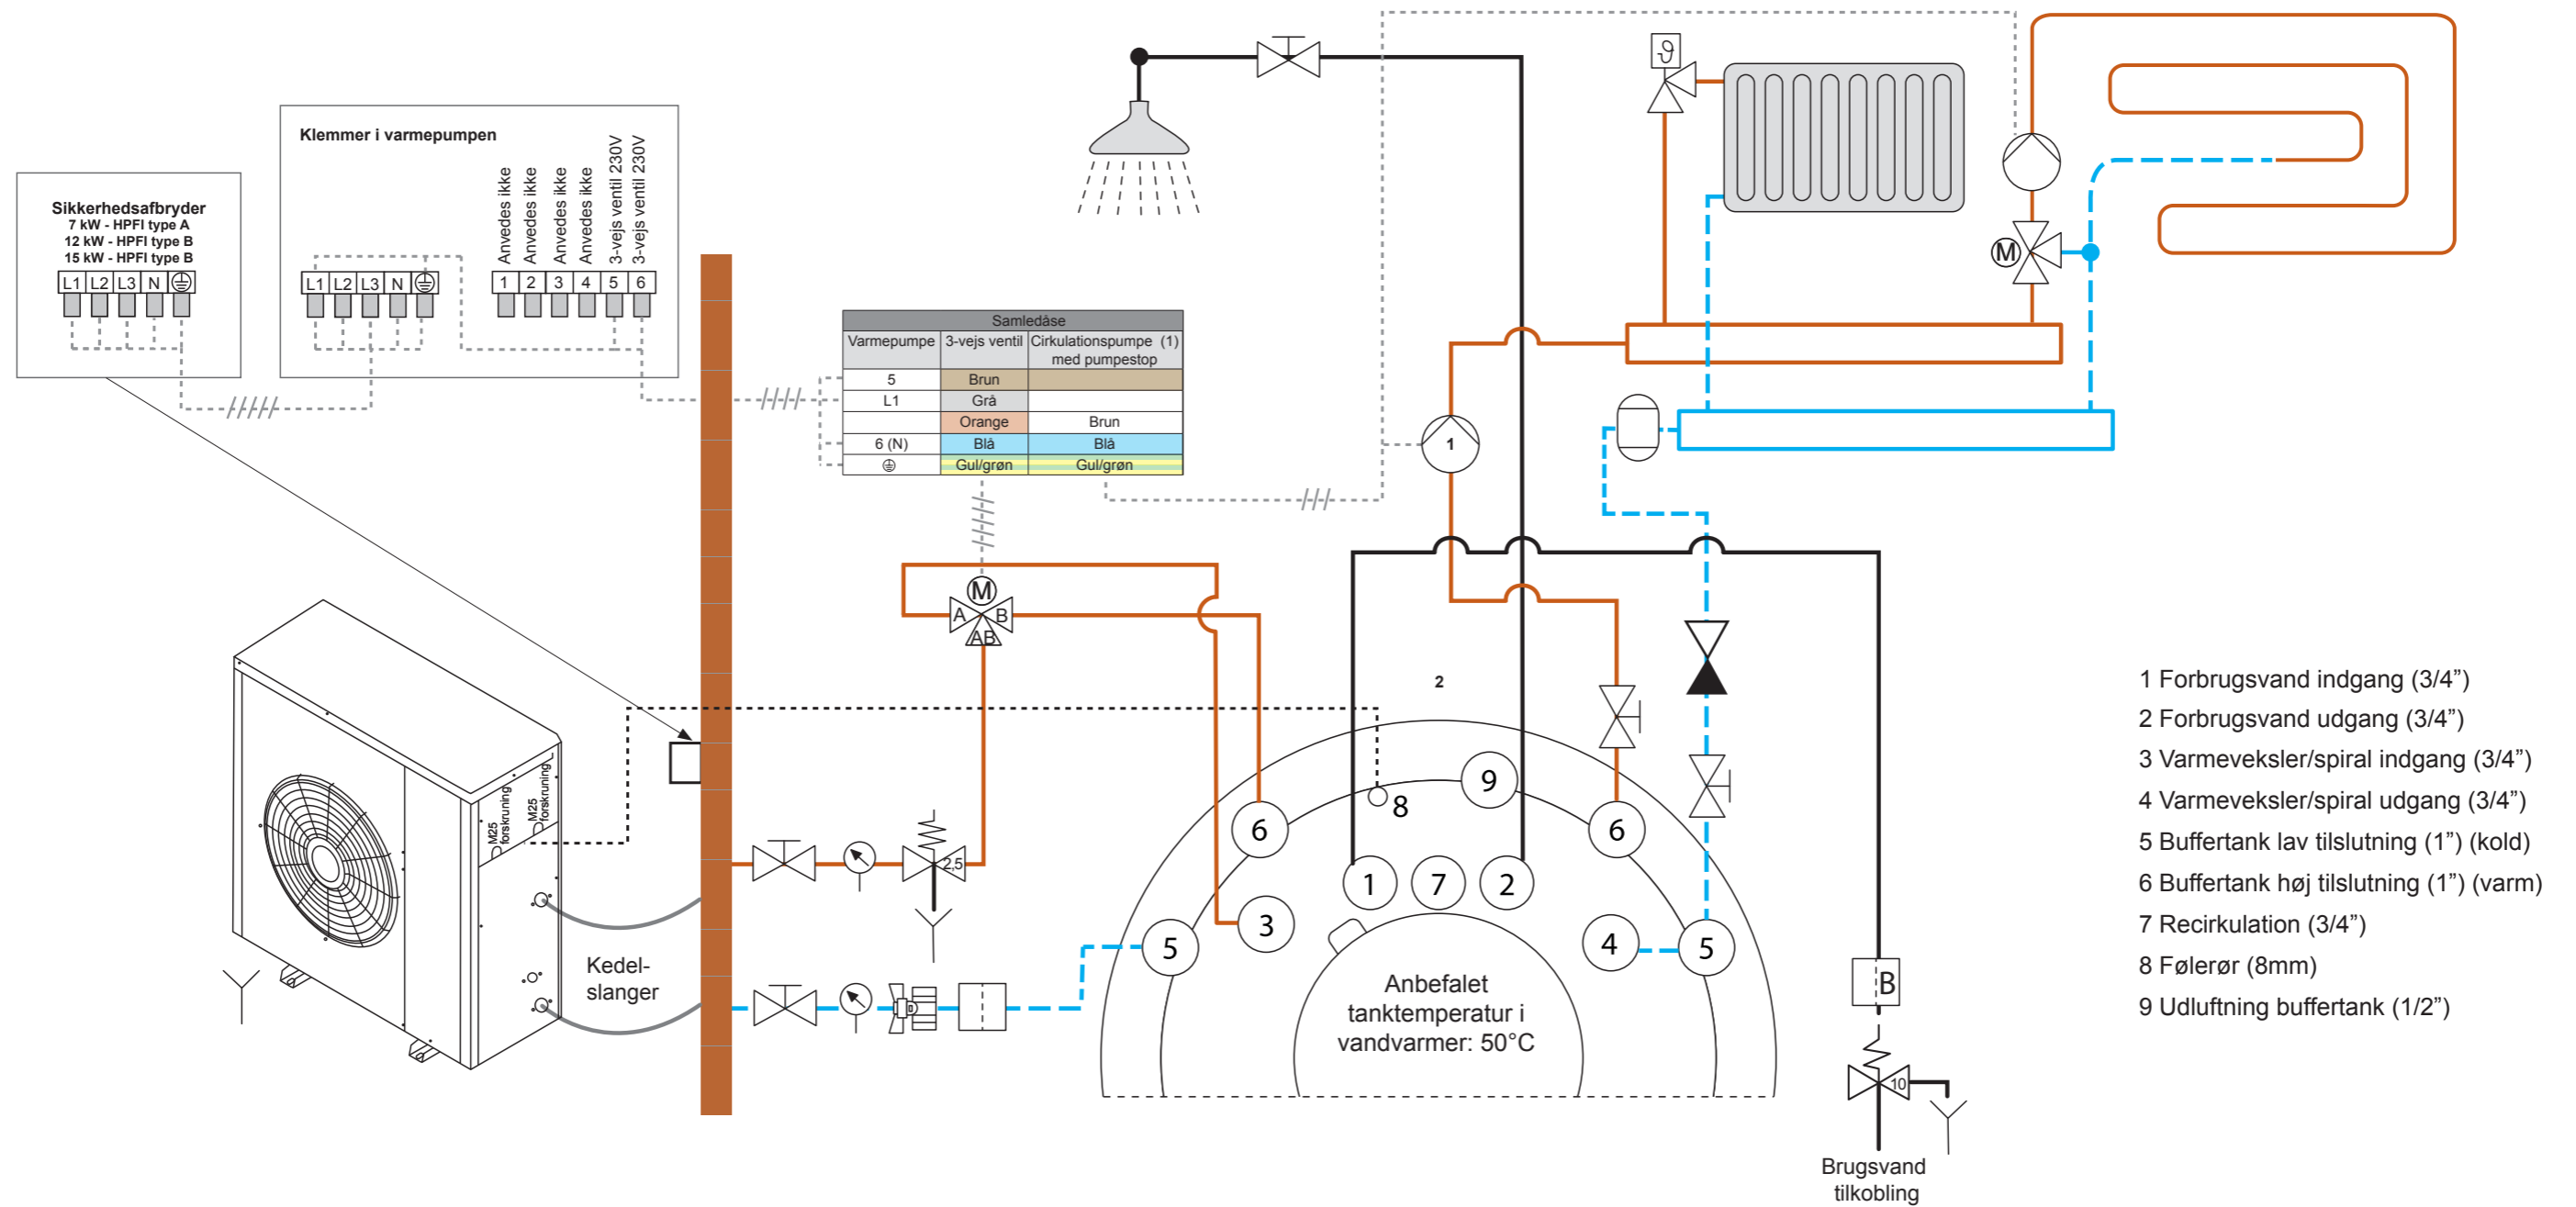 Sikkerhedsafbryder
7 kW - HPFI type A
12 kW - HPFI type B
15 kW - HPFI type B
L1 L2 L3 N
Klemmer i varmepumpen
L1 L2 L3 N
Anvedes ikke
Anvedes ikke
Anvedes ikke
Anvedes ikke
3-vejs ventil 230V
3-vejs ventil 230V
1 2 3 4 5 6
Samledåse
Varmepumpe 3-vejs ventil Cirkulationspumpe (1)
med pumpestop
5 Brun
L1 Grå
Orange Brun
6 (N) Blå Blå
Gul/grøn Gul/grøn
M
A B
AB
ϑ
M
1
2
M25
forskruning
M25
forskruning
Kedel-
slanger
2,5
8
9
6
6
1 7 2
3
4
5
5
Anbefalet
tanktemperatur i
vandvarmer: 50°C
B
10
Brugsvand
tilkobling
1 Forbrugsvand indgang (3/4”)
2 Forbrugsvand udgang (3/4”)
3 Varmeveksler/spiral indgang (3/4”)
4 Varmeveksler/spiral udgang (3/4”)
5 Buffertank lav tilslutning (1”) (kold)
6 Buffertank høj tilslutning (1”) (varm)
7 Recirkulation (3/4”)
8 Følerør (8mm)
9 Udluftning buffertank (1/2”)